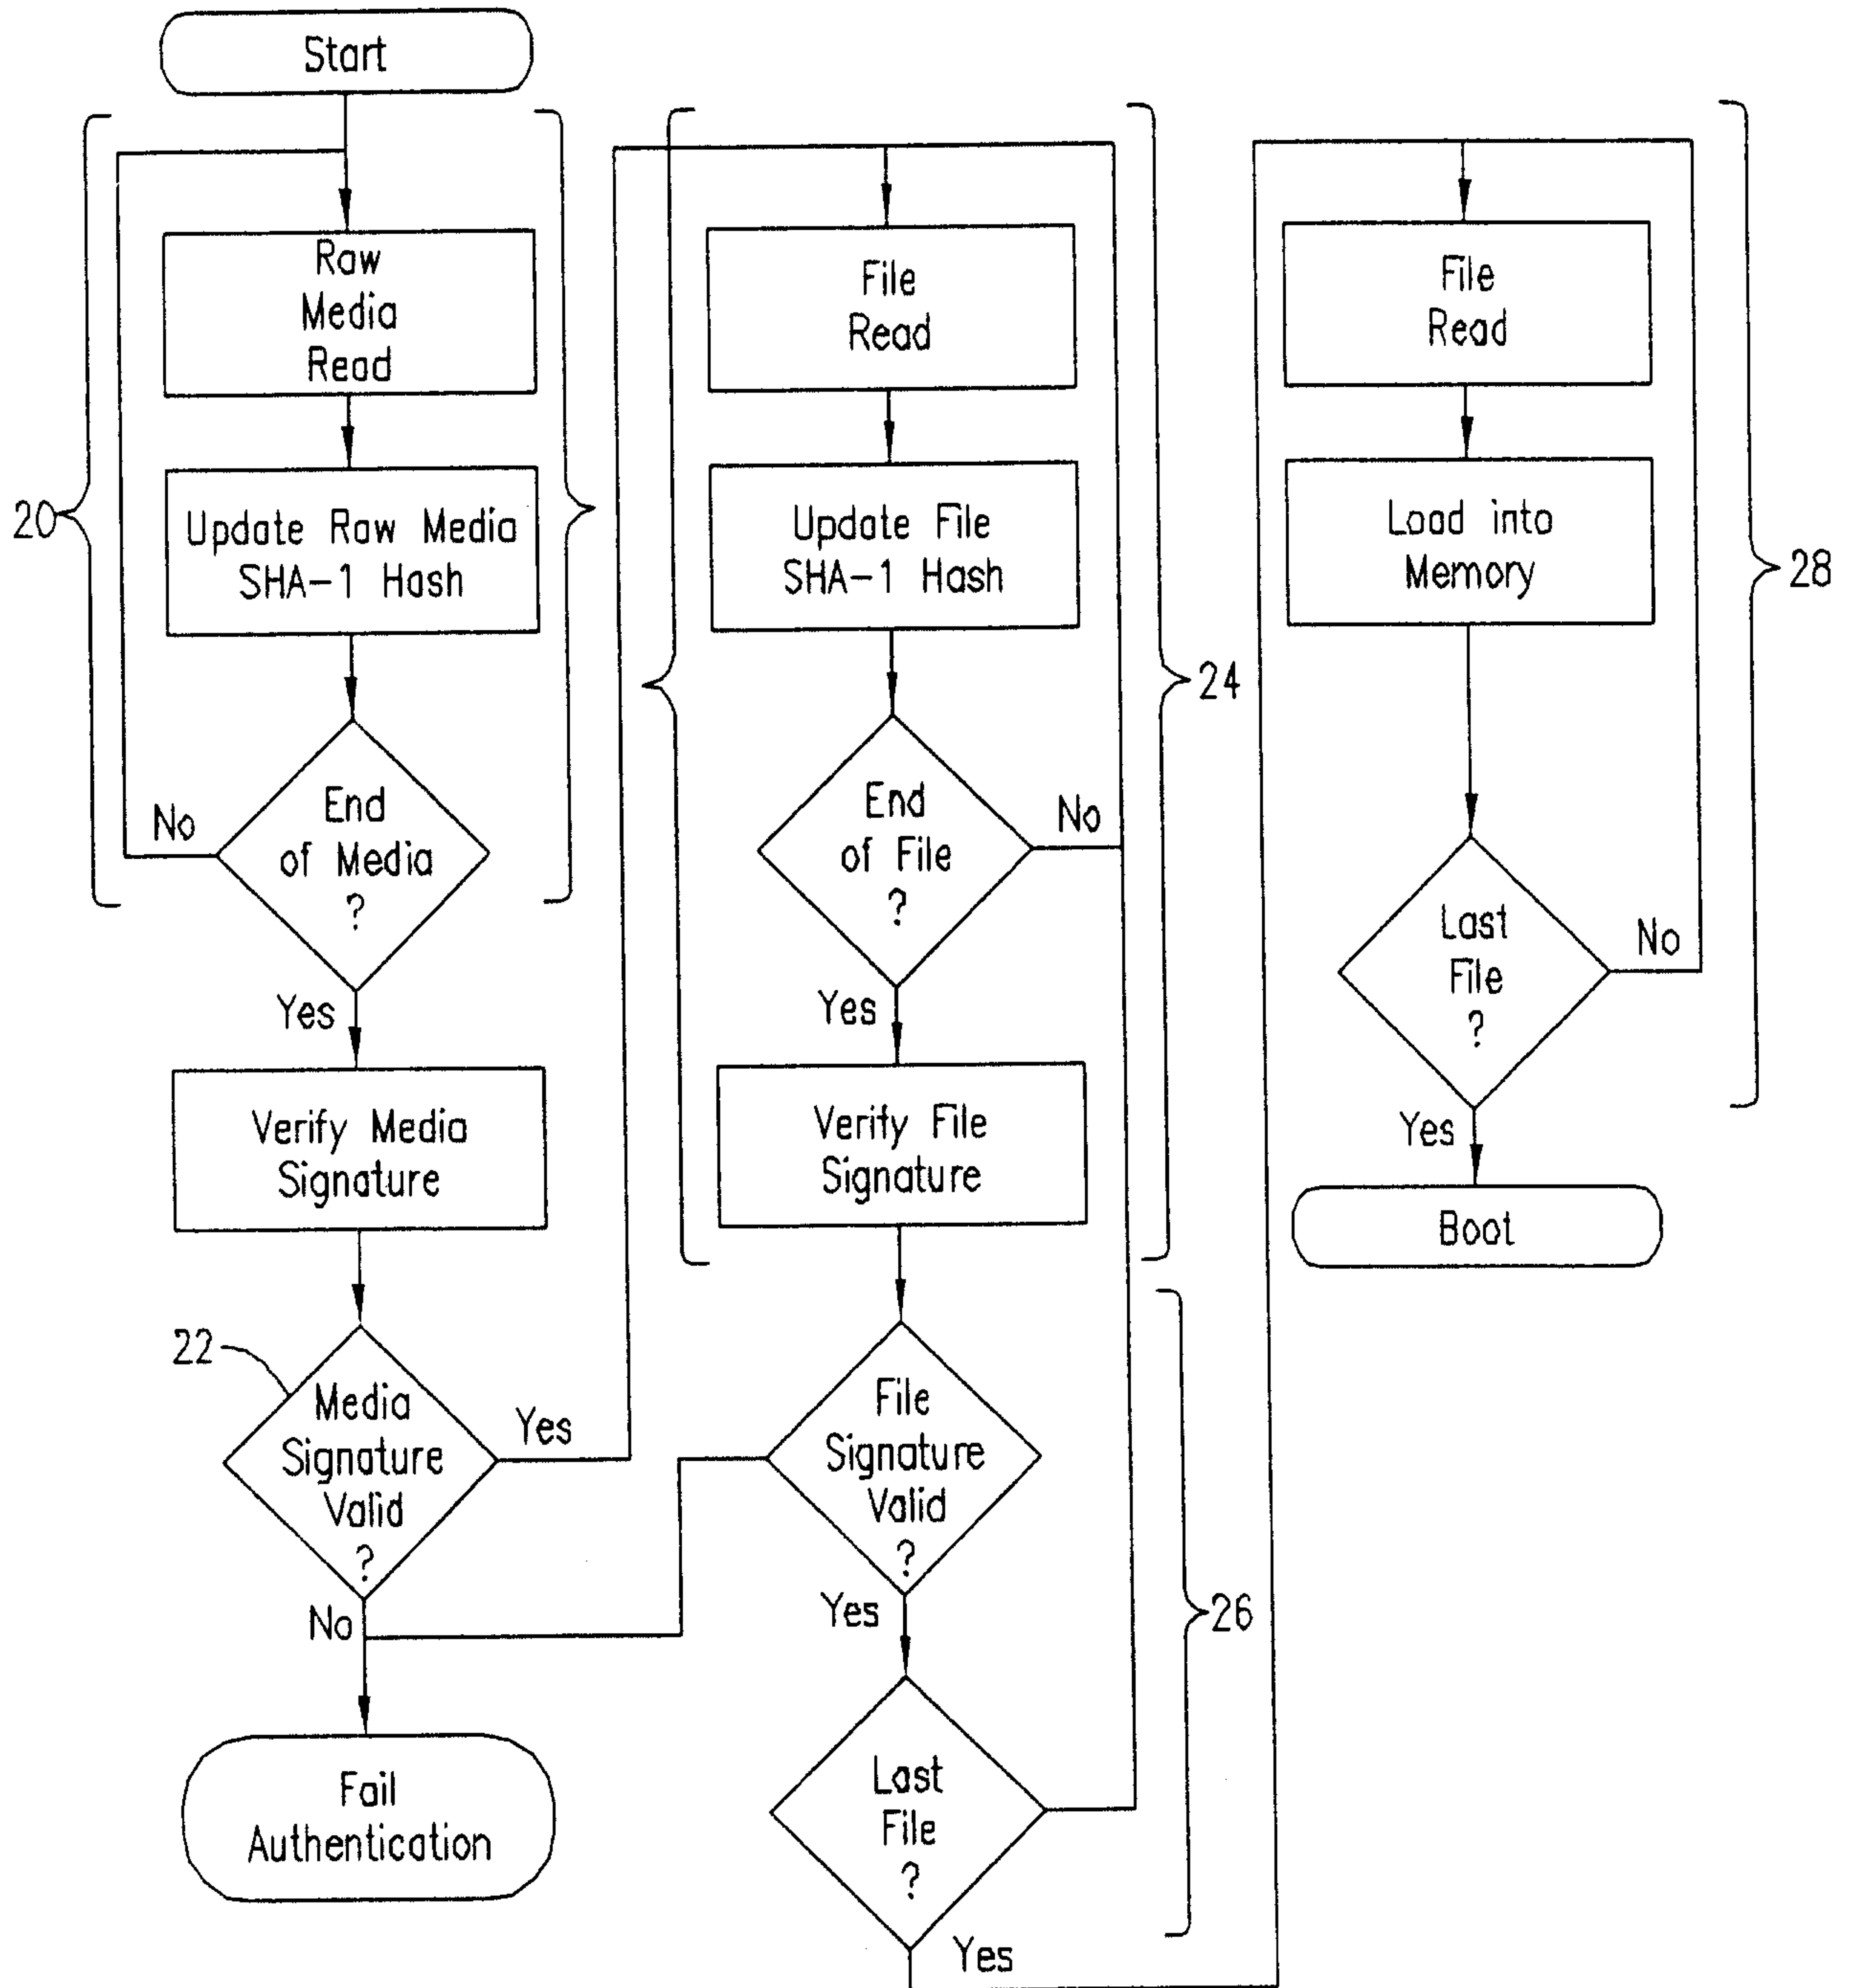 Start
20
Raw
Media
Read
Update Raw Media
SHA-1 Hash
End
of Media
?
No
Yes
Verify Media
Signature
22
Media
Signature
Valid
?
Yes
No
Fail
Authentication
File
Read
Update File
SHA-1 Hash
End
of File
?
No
Yes
Verify File
Signature
24
File
Signature
Valid
?
Yes
Last
File
?
Yes
26
File
Read
Load into
Memory
Last
File
?
No
Yes
Boot
28